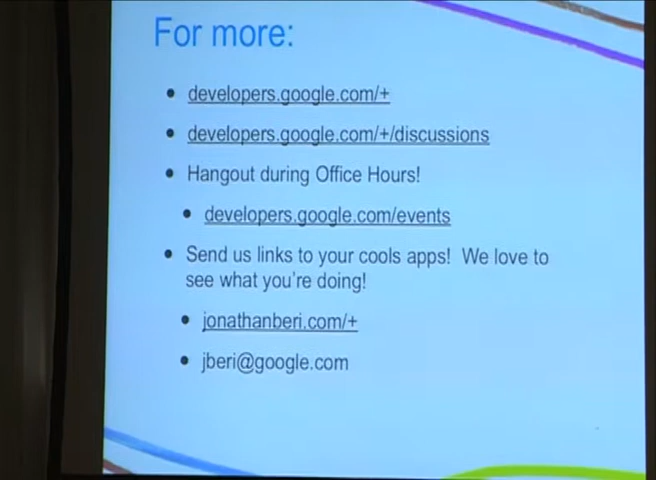 For more:
• developers.google.com/+
• developers.google.com/+/discussions
• Hangout during Office Hours!
• developers.google.com/events
• Send us links to your cools apps! We love to
see what you're doing!
• jonathanberi.com/+
• jberi@google.com